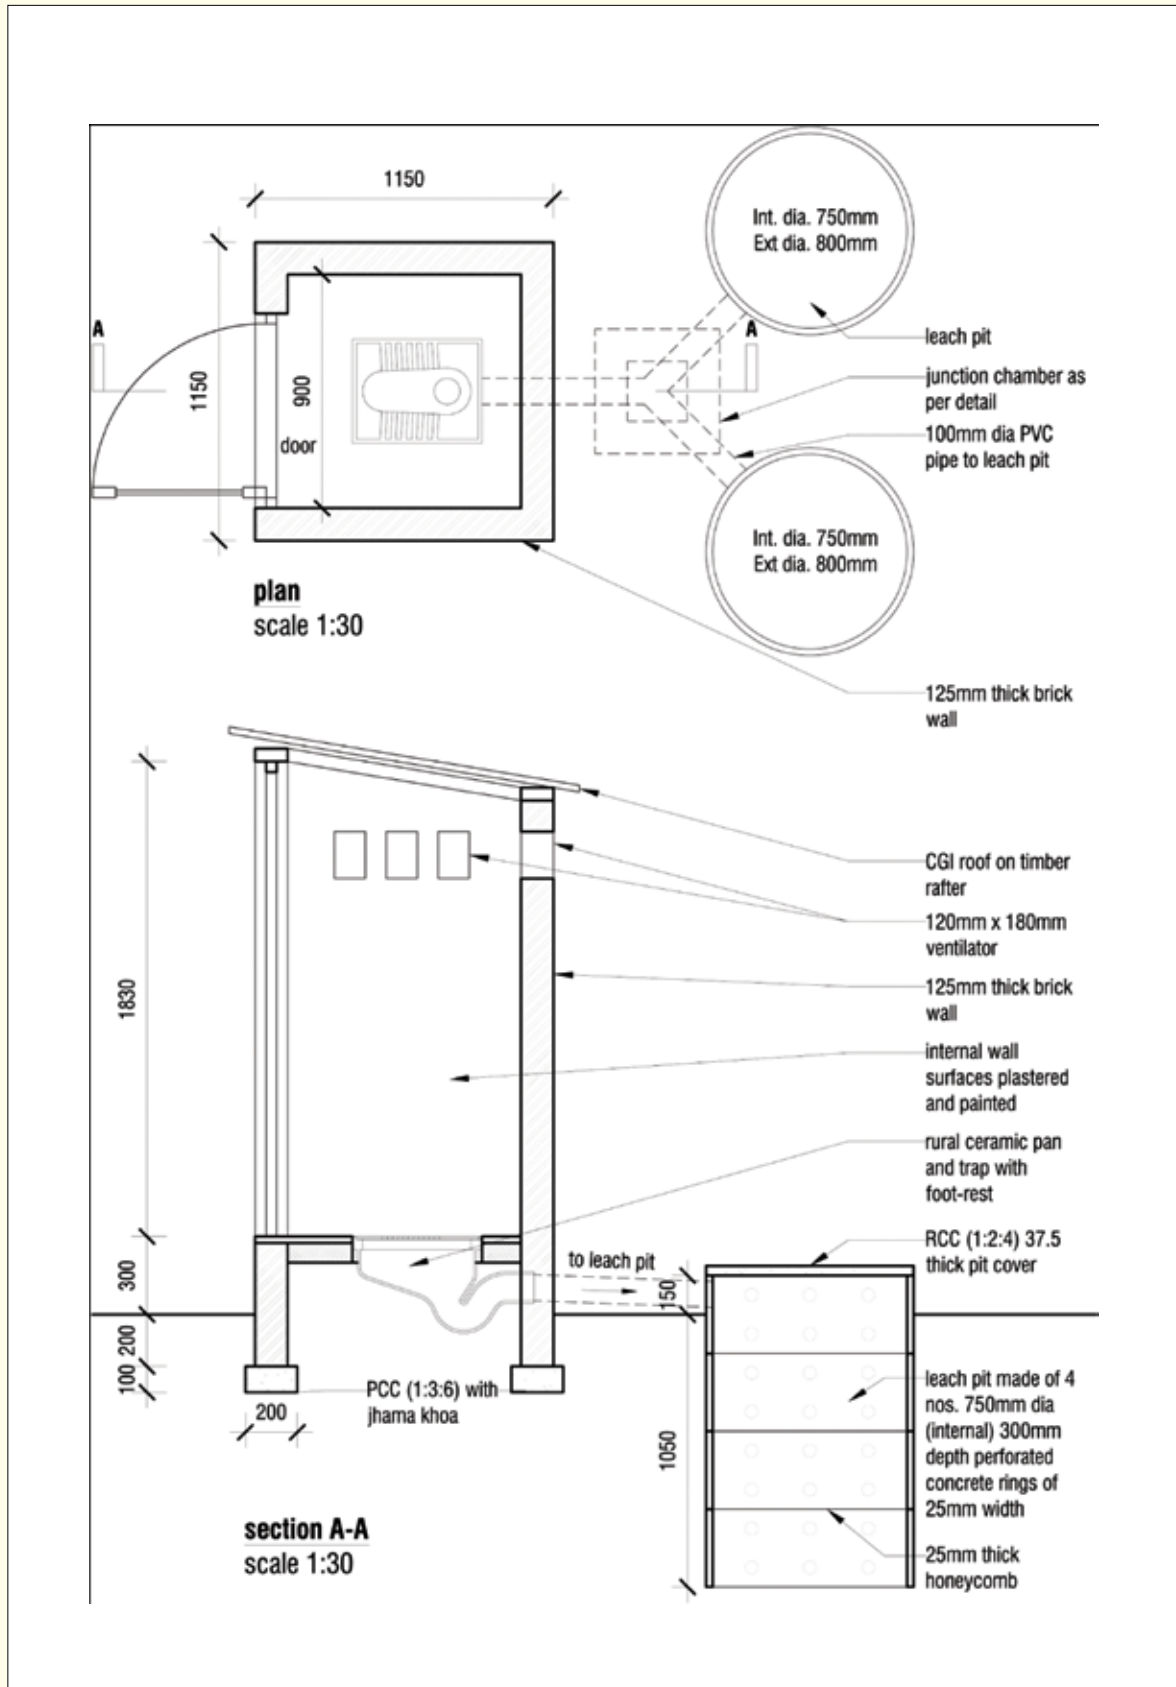 1150
Int. dia. 750mm
Ext dia. 800mm
A
A
leach pit
junction chamber as
per detail
1150
900
door
100mm dia PVC
pipe to leach pit
Int. dia. 750mm
Ext dia. 800mm
plan
scale 1:30
125mm thick brick
wall
CGI roof on timber
rafter
120mm x 180mm
ventilator
1830
125mm thick brick
wall
internal wall
surfaces plastered
and painted
rural ceramic pan
and trap with
foot-rest
RCC (1:2:4) 37.5
thick pit cover
to leach pit
300
150
200
100
PCC (1:3:6) with
jhama khoa
200
1050
leach pit made of 4
nos. 750mm dia
(internal) 300mm
depth perforated
concrete rings of
25mm width
section A-A
scale 1:30
25mm thick
honeycomb